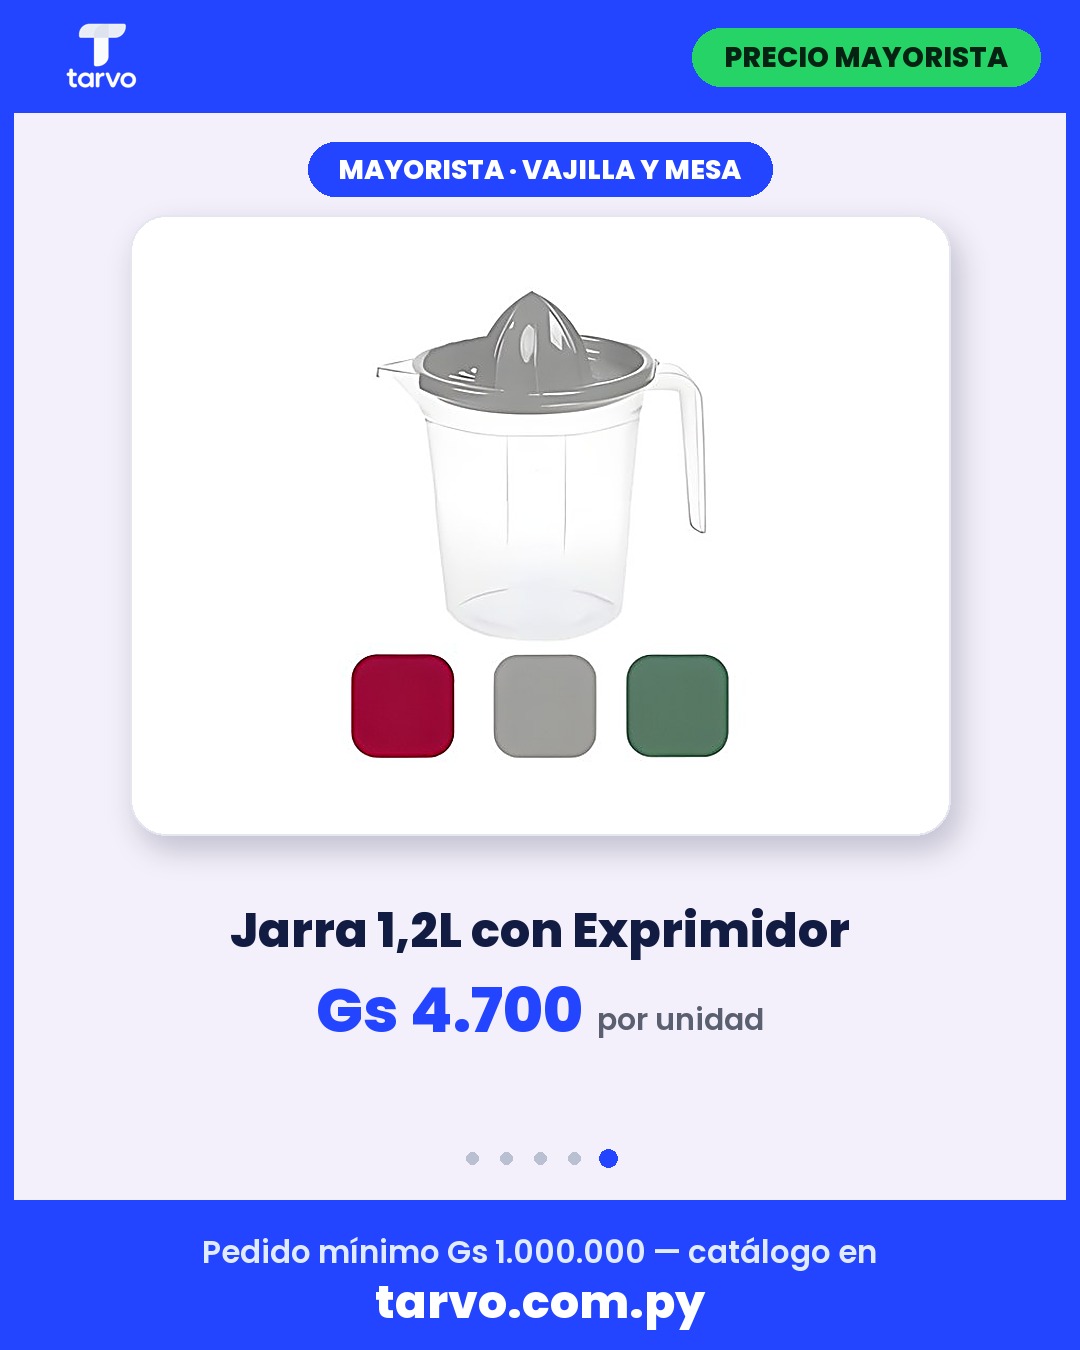 tarvo
PRECIO MAYORISTA
MAYORISTA · VAJILLA Y MESA
Jarra 1,2L con Exprimidor
Gs 4.700 por unidad
Pedido mínimo Gs 1.000.000 — catálogo en
tarvo.com.py